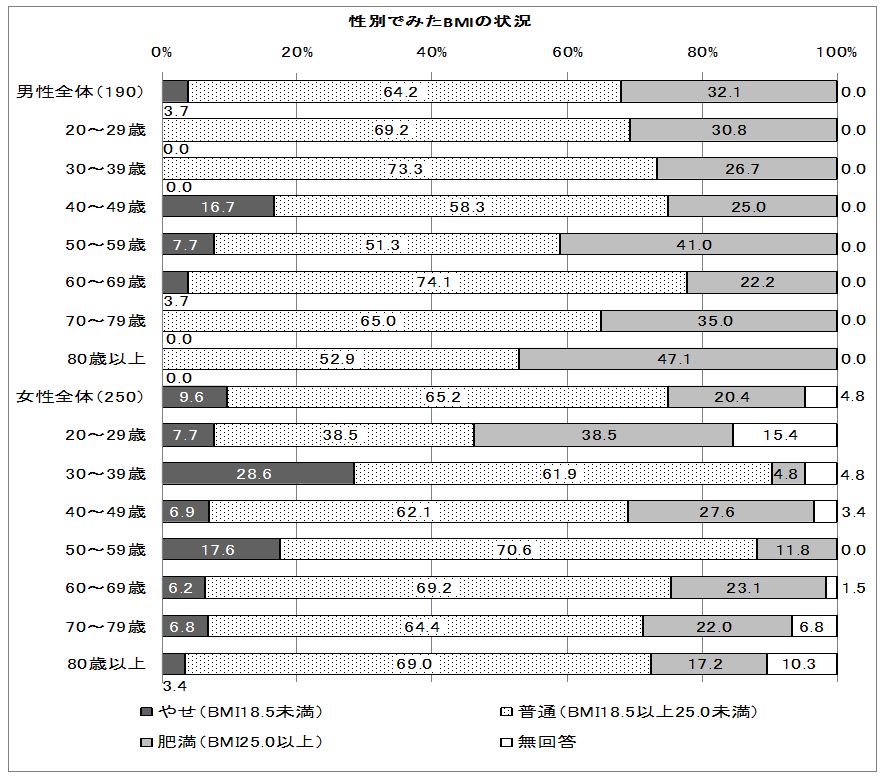 性別でみたBMIの状況
0% 20% 40% 60% 80% 100%
男性全体(190) 64.2 32.1 0.0
3.7
20～29歳 69.2 30.8 0.0
0.0
30～39歳 73.3 26.7 0.0
0.0
40～49歳 16.7 58.3 25.0 0.0
50～59歳 7.7 51.3 41.0 0.0
60～69歳 74.1 22.2 0.0
3.7
70～79歳 65.0 35.0 0.0
0.0
80歳以上 52.9 47.1 0.0
0.0
女性全体(250) 9.6 65.2 20.4 4.8
20～29歳 7.7 38.5 38.5 15.4
30～39歳 28.6 61.9 4.8 4.8
40～49歳 6.9 62.1 27.6 3.4
50～59歳 17.6 70.6 11.8 0.0
60～69歳 6.2 69.2 23.1 1.5
70～79歳 6.8 64.4 22.0 6.8
80歳以上 69.0 17.2 10.3
3.4
やせ(BMI18.5未満) 普通(BMI18.5以上25.0未満)
肥満(BMI25.0以上) 無回答